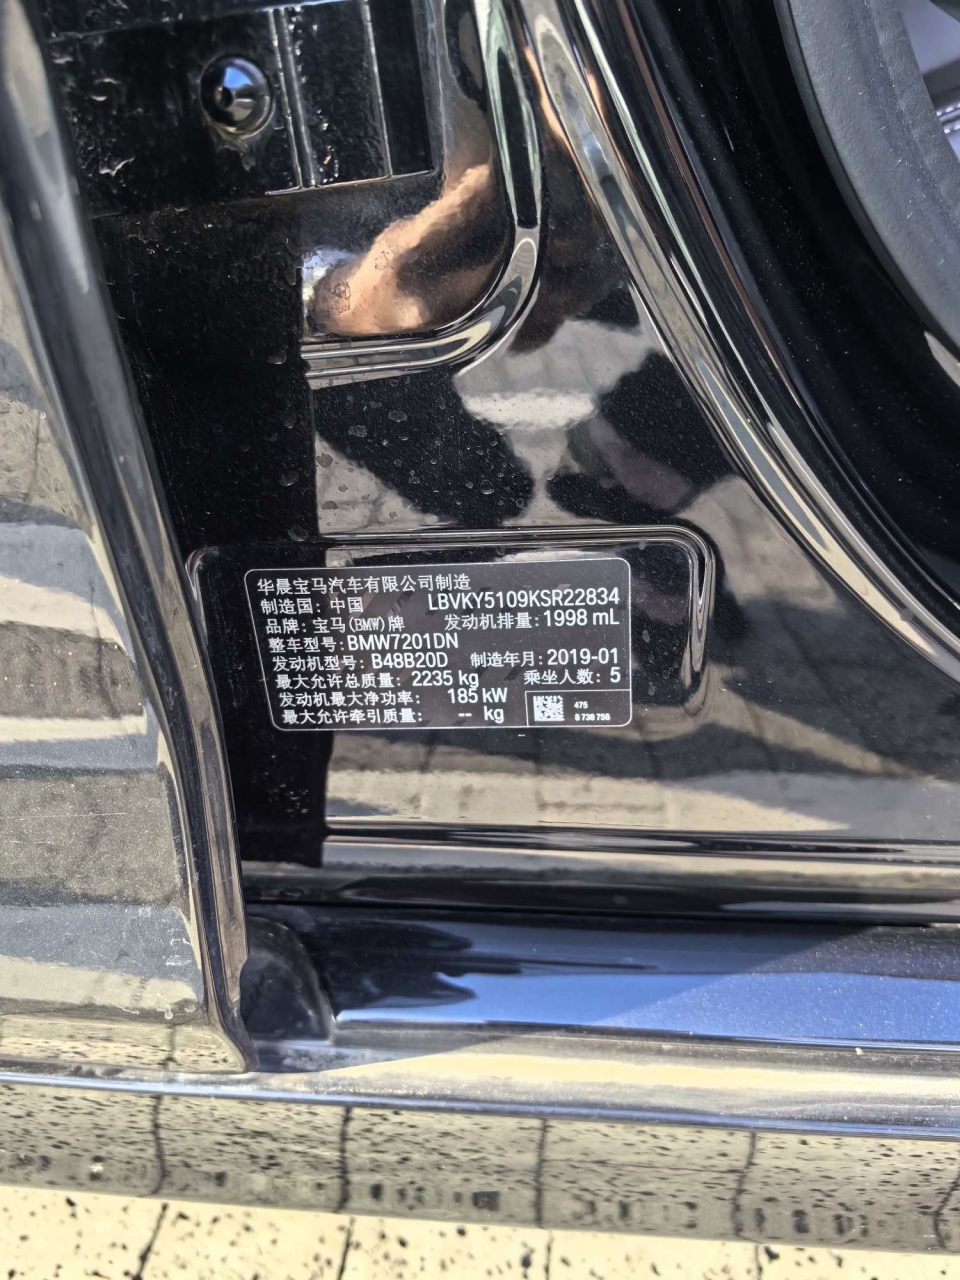 华晨宝马汽车有限公司制造
制造国：中国 LBVKY5109KSR22834
品牌：宝马(BMW)牌 发动机排量：1998 mL
整车型号：BMW7201DN
发动机型号：B48B20D 制造年月：2019-01
最大允许总质量：2235 kg 乘坐人数：5
发动机最大净功率：185 kW
最大允许牵引质量：-- kg
475
8 738 756